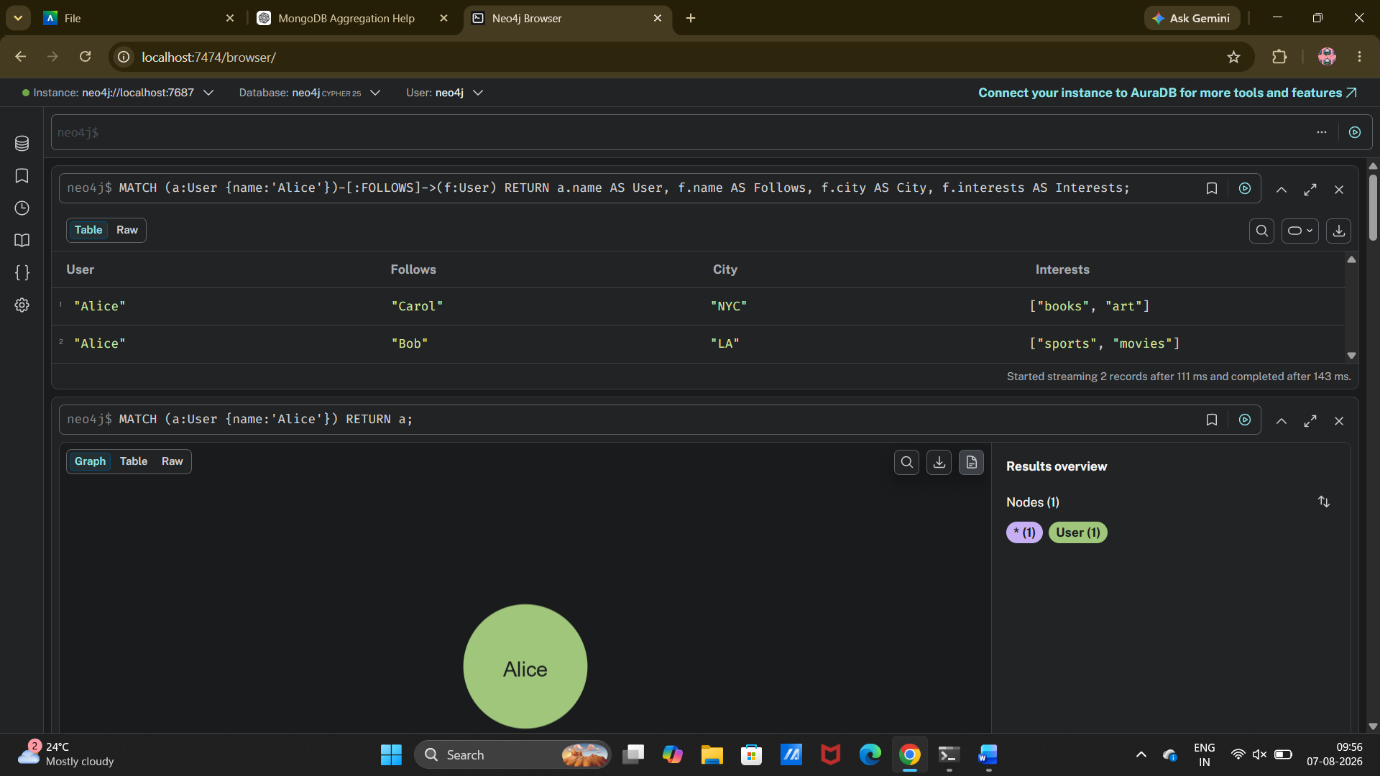 File
MongoDB Aggregation Help
Neo4j Browser
Ask Gemini
localhost:7474/browser/
Instance: neo4j://localhost:7687
Database: neo4j CYPHER 25
User: neo4j
Connect your instance to AuraDB for more tools and features
neo4j$
neo4j$ MATCH (a:User {name:'Alice'})-[:FOLLOWS]->(f:User) RETURN a.name AS User, f.name AS Follows, f.city AS City, f.interests AS Interests;
Table Raw
User Follows City Interests
1 "Alice" "Carol" "NYC" ["books", "art"]
2 "Alice" "Bob" "LA" ["sports", "movies"]
Started streaming 2 records after 111 ms and completed after 143 ms.
neo4j$ MATCH (a:User {name:'Alice'}) RETURN a;
Graph Table Raw
Results overview
Nodes (1)
* (1) User (1)
Alice
2
24°C
Mostly cloudy
Search
ENG
IN
09:56
07-08-2026